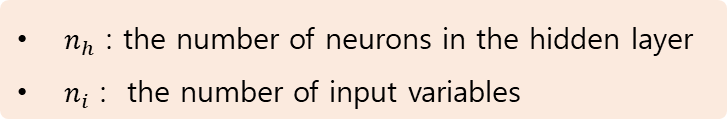 • n_h : the number of neurons in the hidden layer
• n_i : the number of input variables